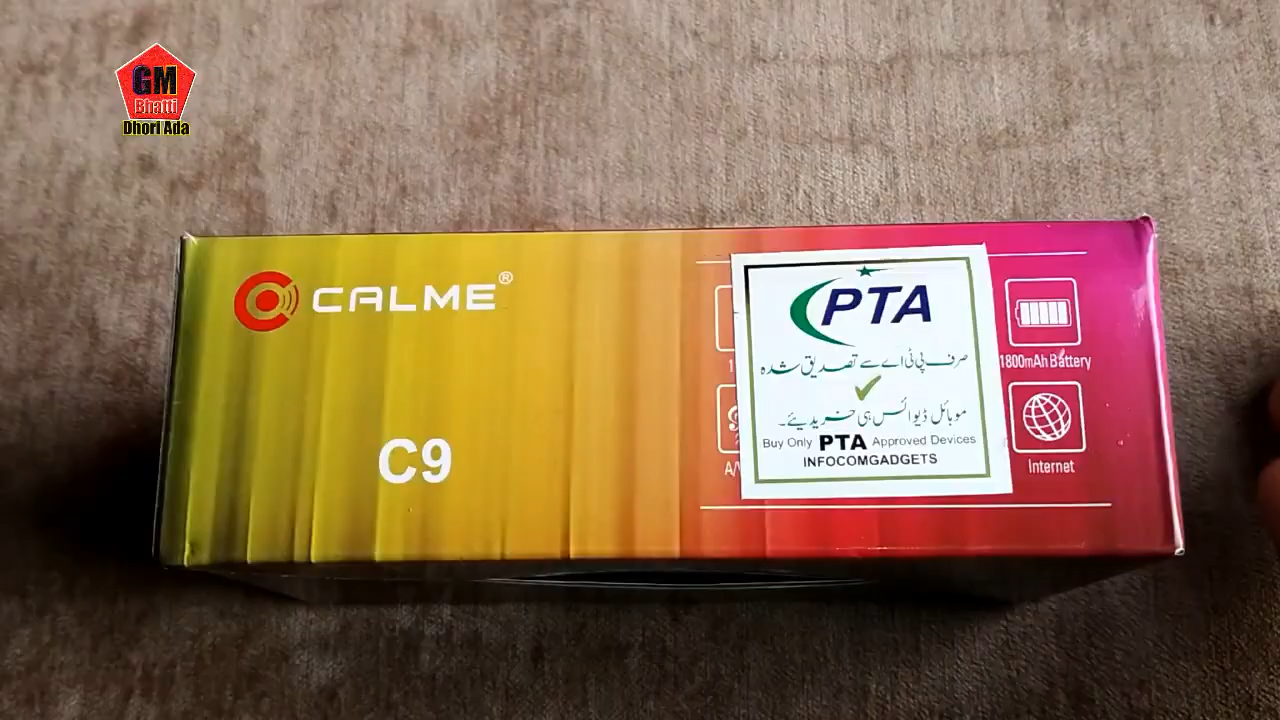 GM
Bhatti
Dhori Ada
CALME®
C9
PTA
صرف پی ٹی اے سے تصدیق شدہ
موبائل ڈیوائس ہی خریدیئے۔
Buy Only PTA Approved Devices
INFOCOMGADGETS
1800mAh Battery
Internet